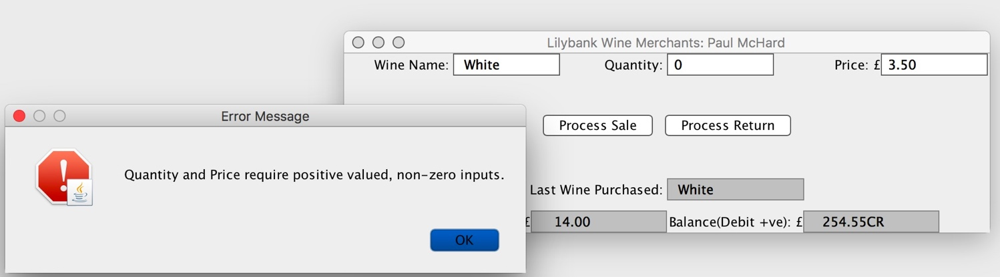 Lilybank Wine Merchants: Paul McHard
Wine Name: White Quantity: 0 Price: £ 3.50
Process Sale Process Return
Last Wine Purchased: White
£ 14.00 Balance(Debit +ve): £ 254.55CR
Error Message
Quantity and Price require positive valued, non-zero inputs.
OK